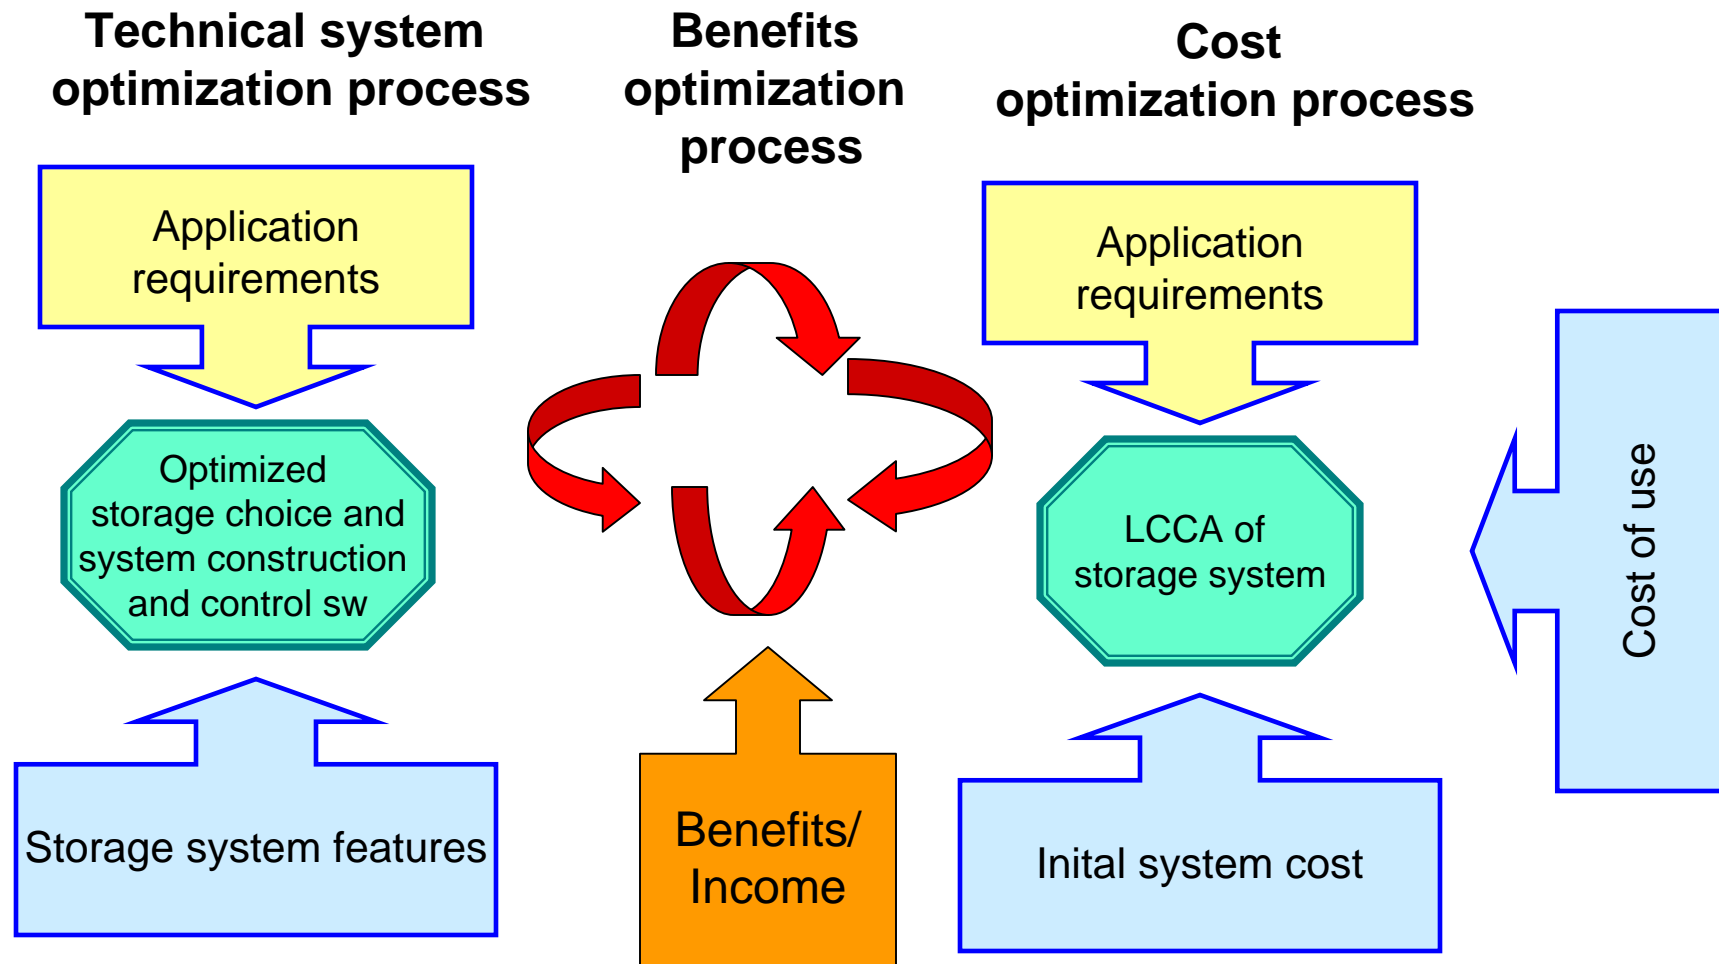 Technical system
optimization process
Benefits
optimization
process
Cost
optimization process
Application
requirements
Optimized
storage choice and
system construction
and control sw
Storage system features
Benefits/
Income
Application
requirements
LCCA of
storage system
Inital system cost
Cost of use